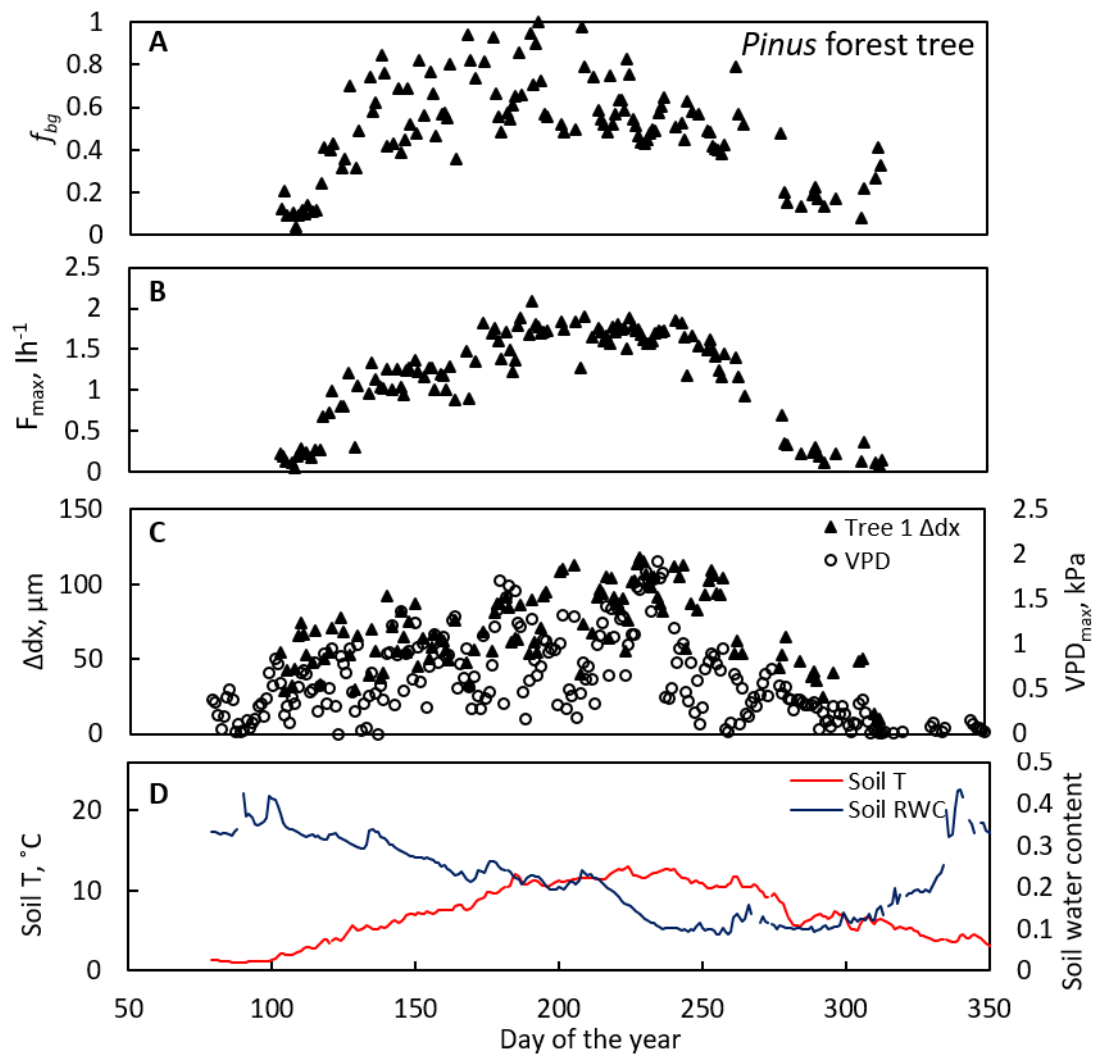 A
Pinus forest tree
1
0.8
0.6
0.4
0.2
0
f_bg
B
2.5
2
1.5
1
0.5
0
F_max, lh⁻¹
C
150
100
50
0
Δdx, µm
Tree 1 Δdx
VPD
2.5
2
1.5
1
0.5
0
VPD_max, kPa
D
20
10
0
Soil T, ˚C
Soil T
Soil RWC
0.5
0.4
0.3
0.2
0.1
0
Soil water content
50 100 150 200 250 300 350
Day of the year